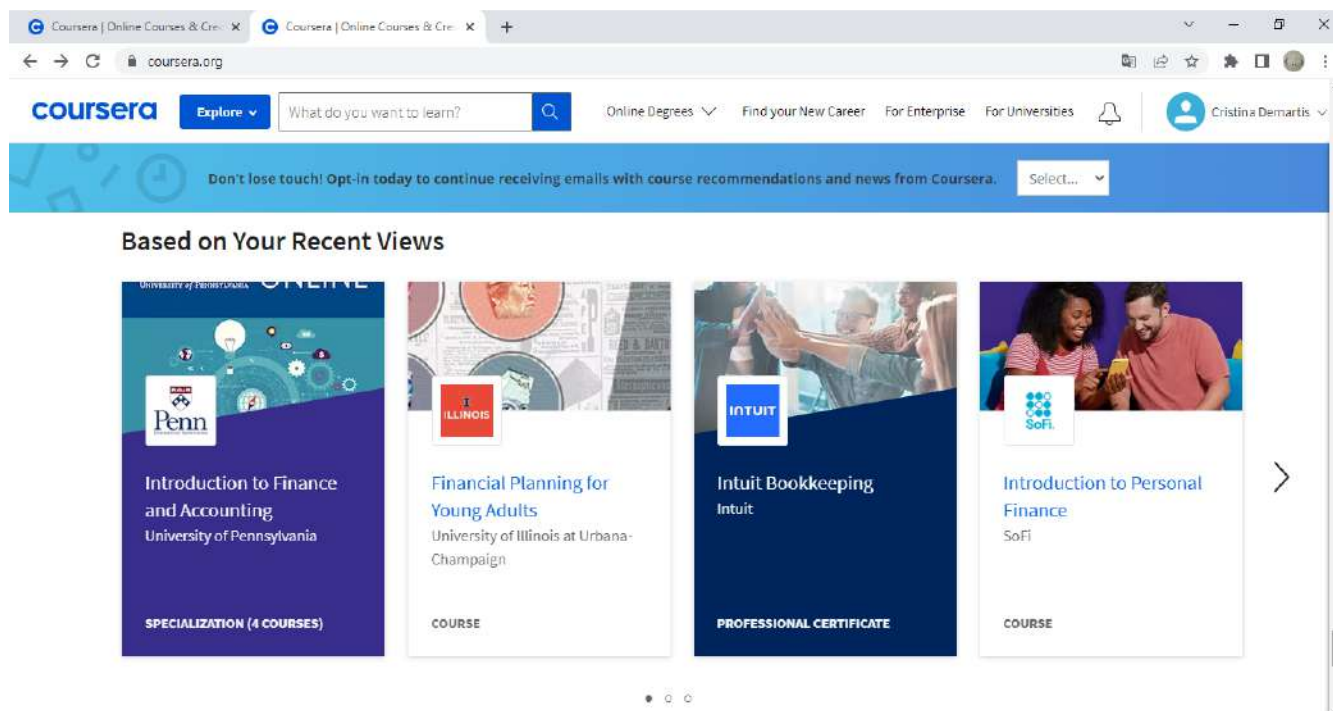 Coursera | Online Courses & Cre
Coursera | Online Courses & Cre
coursera.org
coursera
Explore
What do you want to learn?
Online Degrees
Find your New Career
For Enterprise
For Universities
Cristina Demartis
Don't lose touch! Opt-in today to continue receiving emails with course recommendations and news from Coursera.
Select...
Based on Your Recent Views
UNIVERSITY of PENNSYLVANIA ONLINE
Penn
Introduction to Finance
and Accounting
University of Pennsylvania
SPECIALIZATION (4 COURSES)
ILLINOIS
Financial Planning for
Young Adults
University of Illinois at Urbana-
Champaign
COURSE
INTUIT
Intuit Bookkeeping
Intuit
PROFESSIONAL CERTIFICATE
SoFi
Introduction to Personal
Finance
SoFi
COURSE